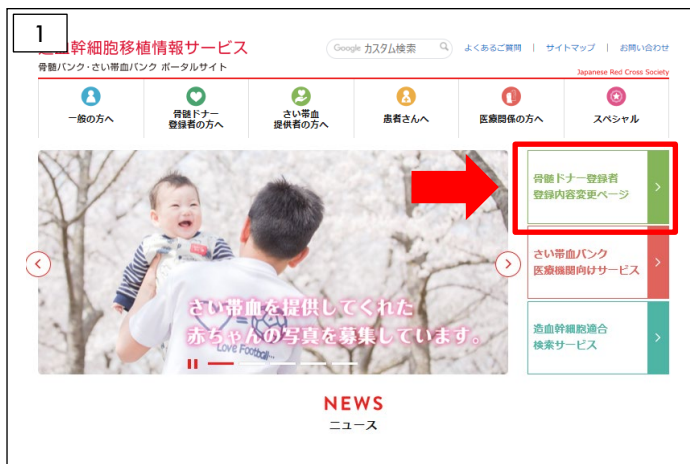 1
血幹細胞移植情報サービス
骨髄バンク・さい帯血バンク ポータルサイト
Google カスタム検索
よくあるご質問 | サイトマップ | お問い合わせ
Japanese Red Cross Society
一般の方へ
骨髄ドナー
登録者の方へ
さい帯血
提供者の方へ
患者さんへ
医療関係の方へ
スペシャル
骨髄ドナー登録者
登録内容変更ページ
さい帯血バンク
医療機関向けサービス
造血幹細胞適合
検索サービス
さい帯血を提供してくれた
赤ちゃんの写真を募集しています。
Love Football...
NEWS
ニュース